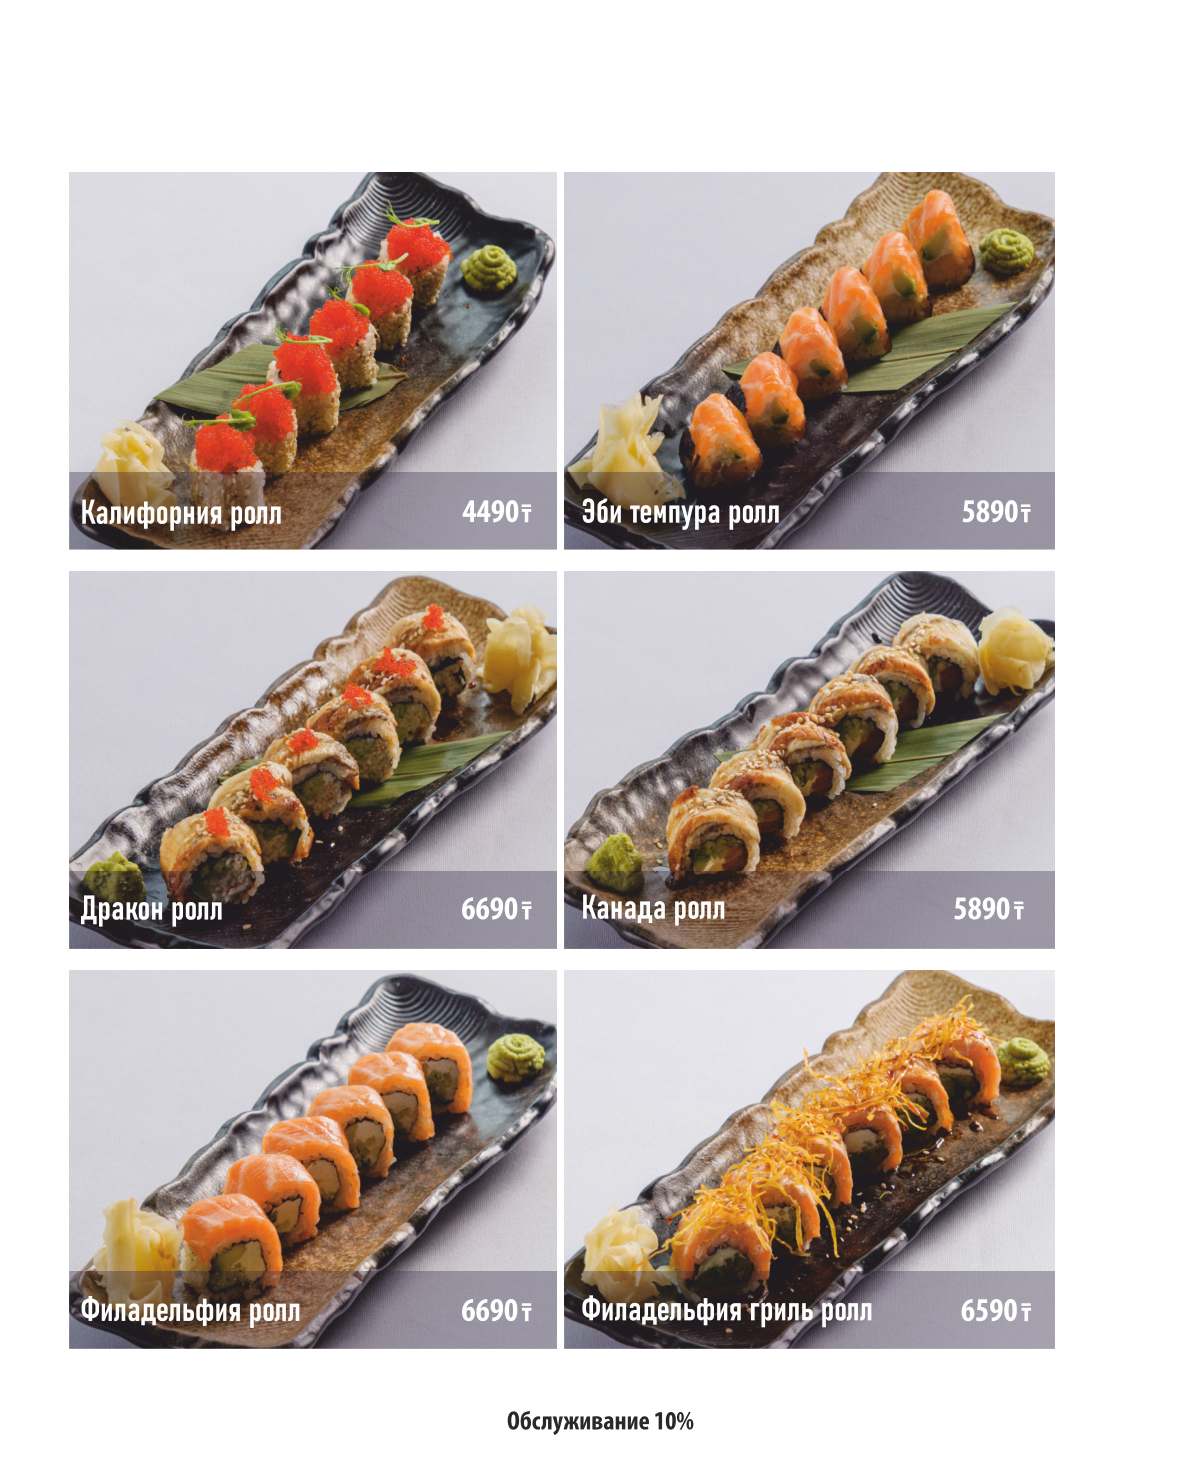 Калифорния ролл 4490₸
Эби темпура ролл 5890₸
Дракон ролл 6690₸
Канада ролл 5890₸
Филадельфия ролл 6690₸
Филадельфия гриль ролл 6590₸
Обслуживание 10%